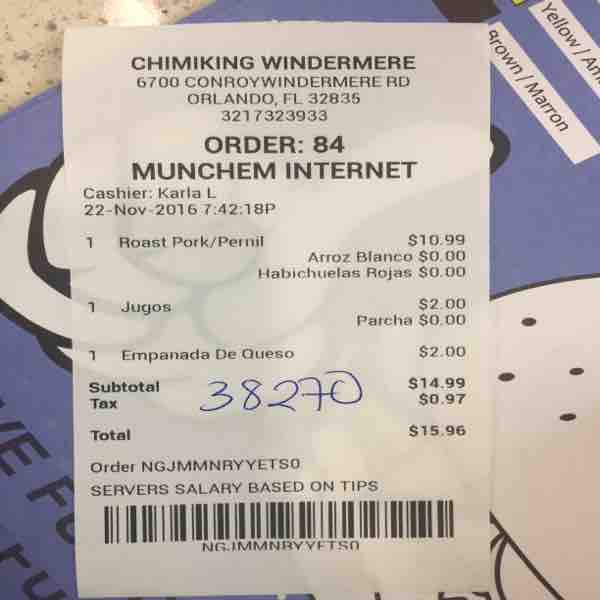 CHIMIKING WINDERMERE
6700 CONROYWINDERMERE RD
ORLANDO, FL 32835
3217323933
ORDER: 84
MUNCHEM INTERNET
Cashier: Karla L
22-Nov-2016 7:42:18P
1 Roast Pork/Pernil $10.99
Arroz Blanco $0.00
Habichuelas Rojas $0.00
1 Jugos $2.00
Parcha $0.00
1 Empanada De Queso $2.00
Subtotal $14.99
Tax $0.97
38270
Total $15.96
Order NGJMMNRYYETS0
SERVERS SALARY BASED ON TIPS
NGJMMNRYYETS0
Yellow / Am
Brown / Marron